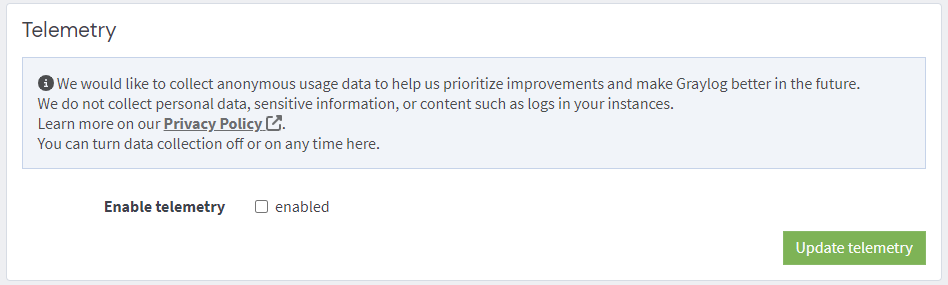 Telemetry
We would like to collect anonymous usage data to help us prioritize improvements and make Graylog better in the future.
We do not collect personal data, sensitive information, or content such as logs in your instances.
Learn more on our Privacy Policy.
You can turn data collection off or on any time here.
Enable telemetry enabled
Update telemetry